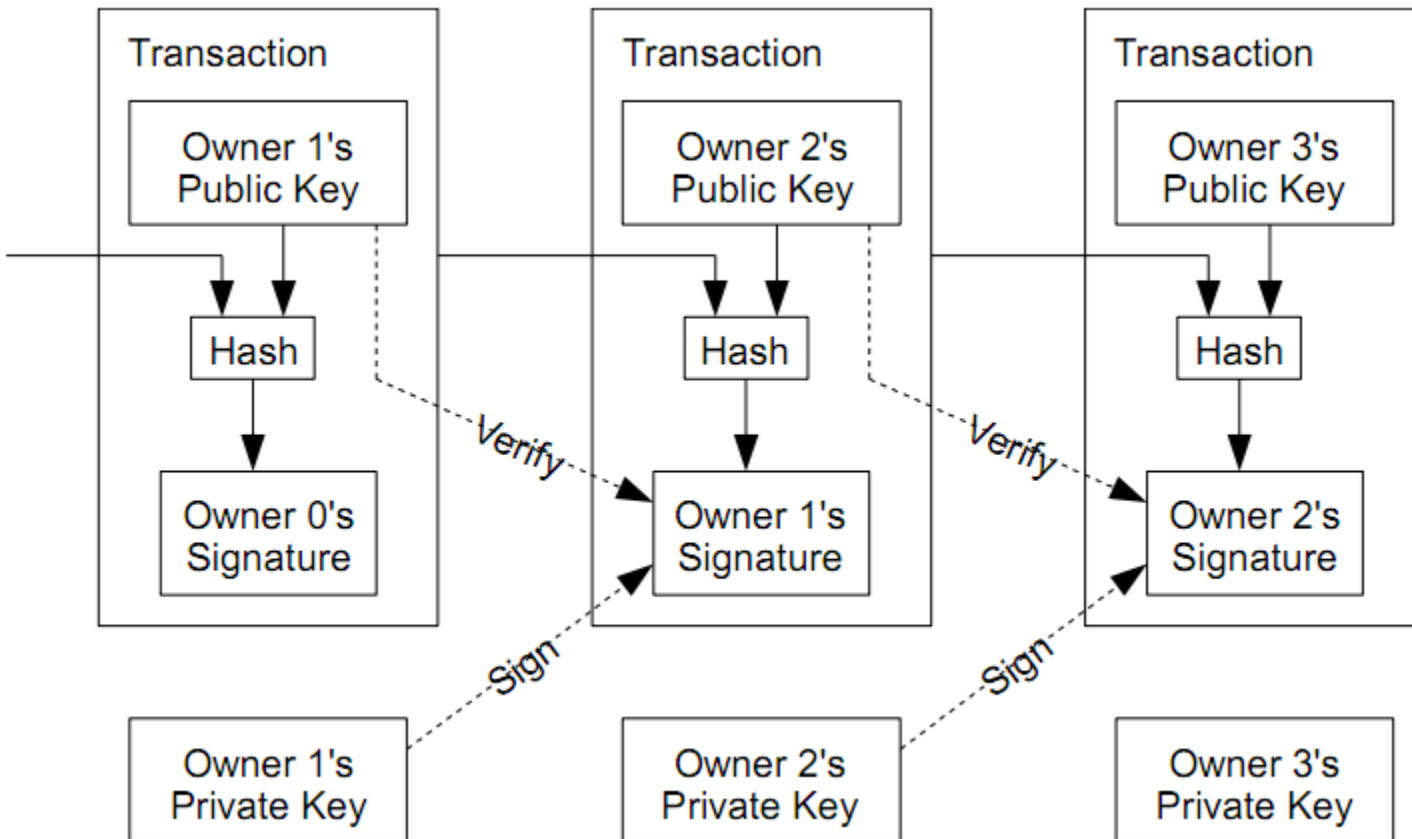 Transaction
Owner 1's
Public Key
Hash
Owner 0's
Signature
Transaction
Owner 2's
Public Key
Hash
Owner 1's
Signature
Transaction
Owner 3's
Public Key
Hash
Owner 2's
Signature
Verify
Verify
Sign
Sign
Owner 1's
Private Key
Owner 2's
Private Key
Owner 3's
Private Key